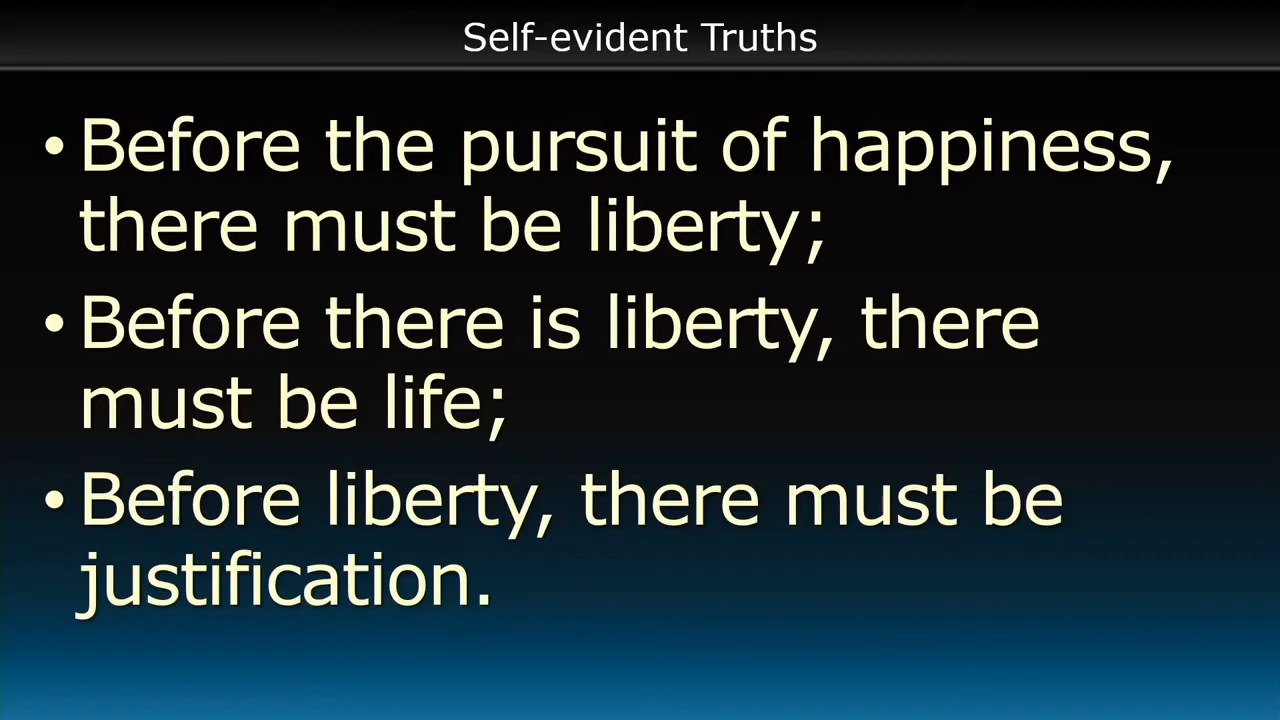 Self-evident Truths
• Before the pursuit of happiness,
there must be liberty;
• Before there is liberty, there
must be life;
• Before liberty, there must be
justification.